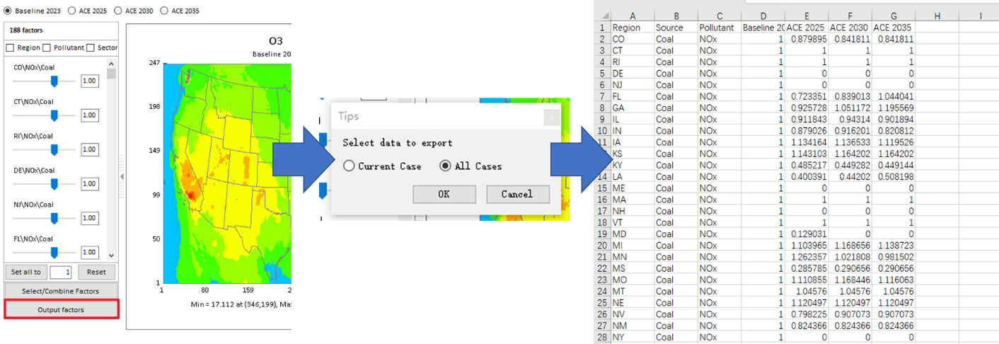 Baseline 2023 ACE 2025 ACE 2030 ACE 2035
188 factors
Region Pollutant Sector
CO\NOx\Coal
1.00
CT\NOx\Coal
1.00
RI\NOx\Coal
1.00
DE\NOx\Coal
1.00
NJ\NOx\Coal
1.00
FL\NOx\Coal
1.00
Set all to 1 Reset
Select/Combine Factors
Output factors
O3
Baseline 20
247
198
149
99
50
1
1 80 159 2
Min = 17.112 at (346,199), Ma
Tips
x
Select data to export
Current Case All Cases
OK Cancel
A B C D E F G H I
1 Region Source Pollutant Baseline 20 ACE 2025 ACE 2030 ACE 2035
2 CO Coal NOx 1 0.879895 0.841811 0.841811
3 CT Coal NOx 1 1 1 1
4 RI Coal NOx 1 1 1 1
5 DE Coal NOx 1 0 0 0
6 NJ Coal NOx 1 0 0 0
7 FL Coal NOx 1 0.723351 0.839013 1.044041
8 GA Coal NOx 1 0.925728 1.051172 1.195569
9 IL Coal NOx 1 0.911843 0.94314 0.901894
10 IN Coal NOx 1 0.879026 0.916201 0.820812
11 IA Coal NOx 1 1.134164 1.136533 1.119526
KS Coal NOx 1 1.143103 1.164202 1.164202
KY Coal NOx 1 0.485217 0.449282 0.449144
14 LA Coal NOx 1 0.400391 0.44202 0.508198
15 ME Coal NOx 1 0 0 0
16 MA Coal NOx 1 1 1 1
17 NH Coal NOx 1 0 0 0
18 VT Coal NOx 1 1 1 1
19 MD Coal NOx 1 0.129031 0 0
20 MI Coal NOx 1 1.103965 1.168656 1.138723
21 MN Coal NOx 1 1.262357 1.021808 0.981502
22 MS Coal NOx 1 0.285785 0.290656 0.290656
23 MO Coal NOx 1 1.110855 1.168446 1.116063
24 MT Coal NOx 1 1.04576 1.04576 1.04576
25 NE Coal NOx 1 1.120497 1.120497 1.120497
26 NV Coal NOx 1 0.798225 0.907073 0.907073
27 NM Coal NOx 1 0.824366 0.824366 0.824366
28 NY Coal NOx 1 0 0 0